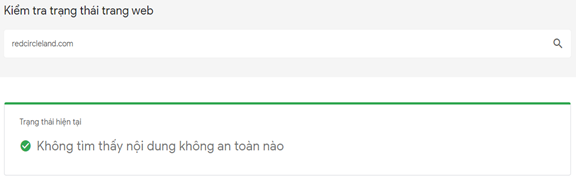 Kiểm tra trạng thái trang web
redcircleland.com
Trạng thái hiện tại
Không tìm thấy nội dung không an toàn nào